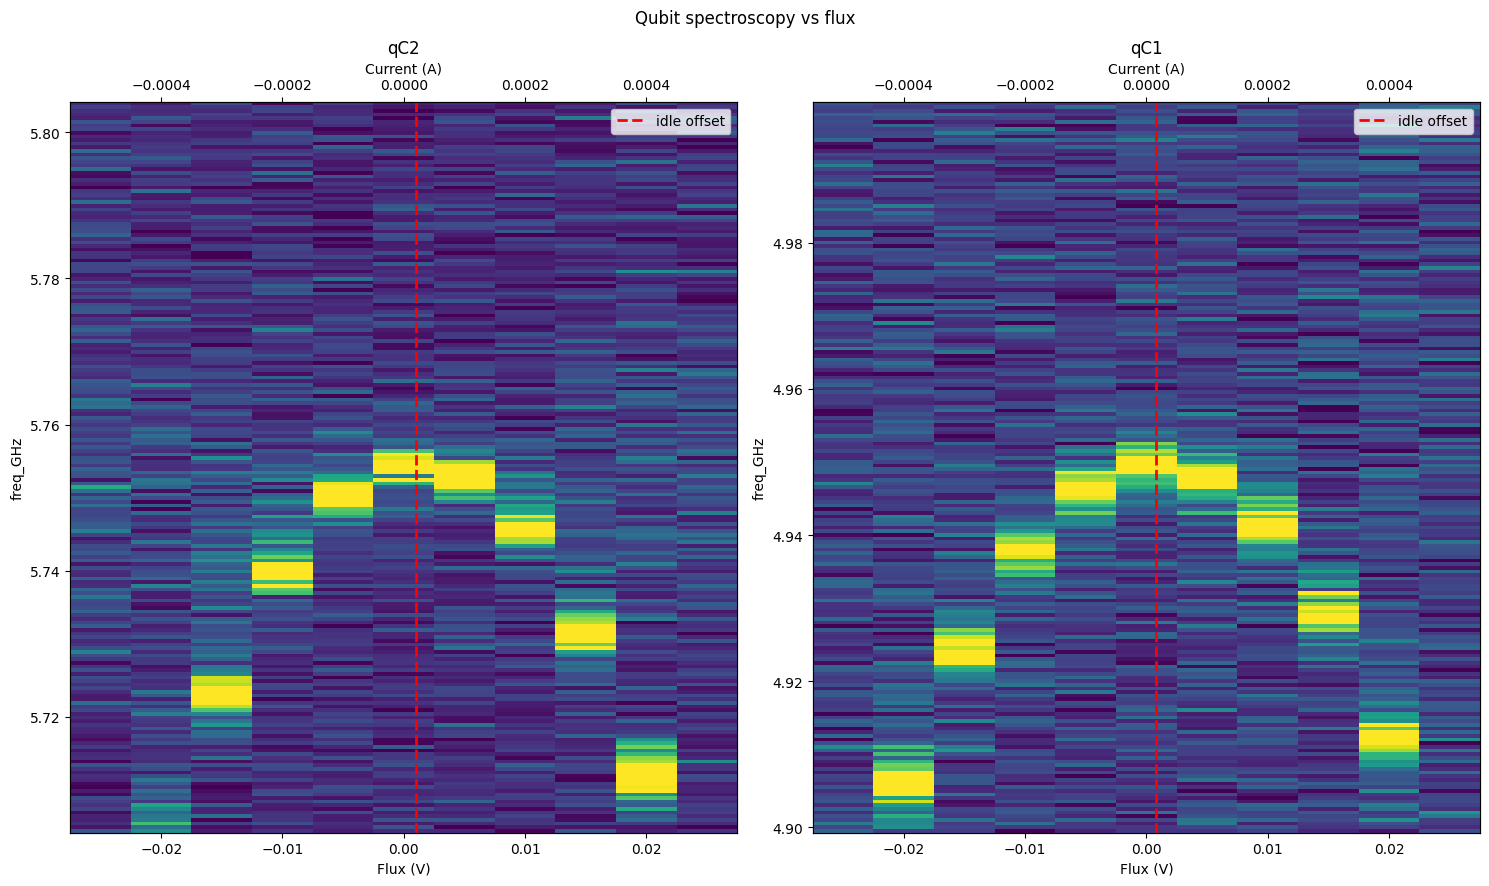 Qubit spectroscopy vs flux
qC2
Current (A)
−0.0004 −0.0002 0.0000 0.0002 0.0004
idle offset
freq_GHz
5.80
5.78
5.76
5.74
5.72
−0.02 −0.01 0.00 0.01 0.02
Flux (V)
qC1
Current (A)
−0.0004 −0.0002 0.0000 0.0002 0.0004
idle offset
freq_GHz
4.98
4.96
4.94
4.92
4.90
−0.02 −0.01 0.00 0.01 0.02
Flux (V)